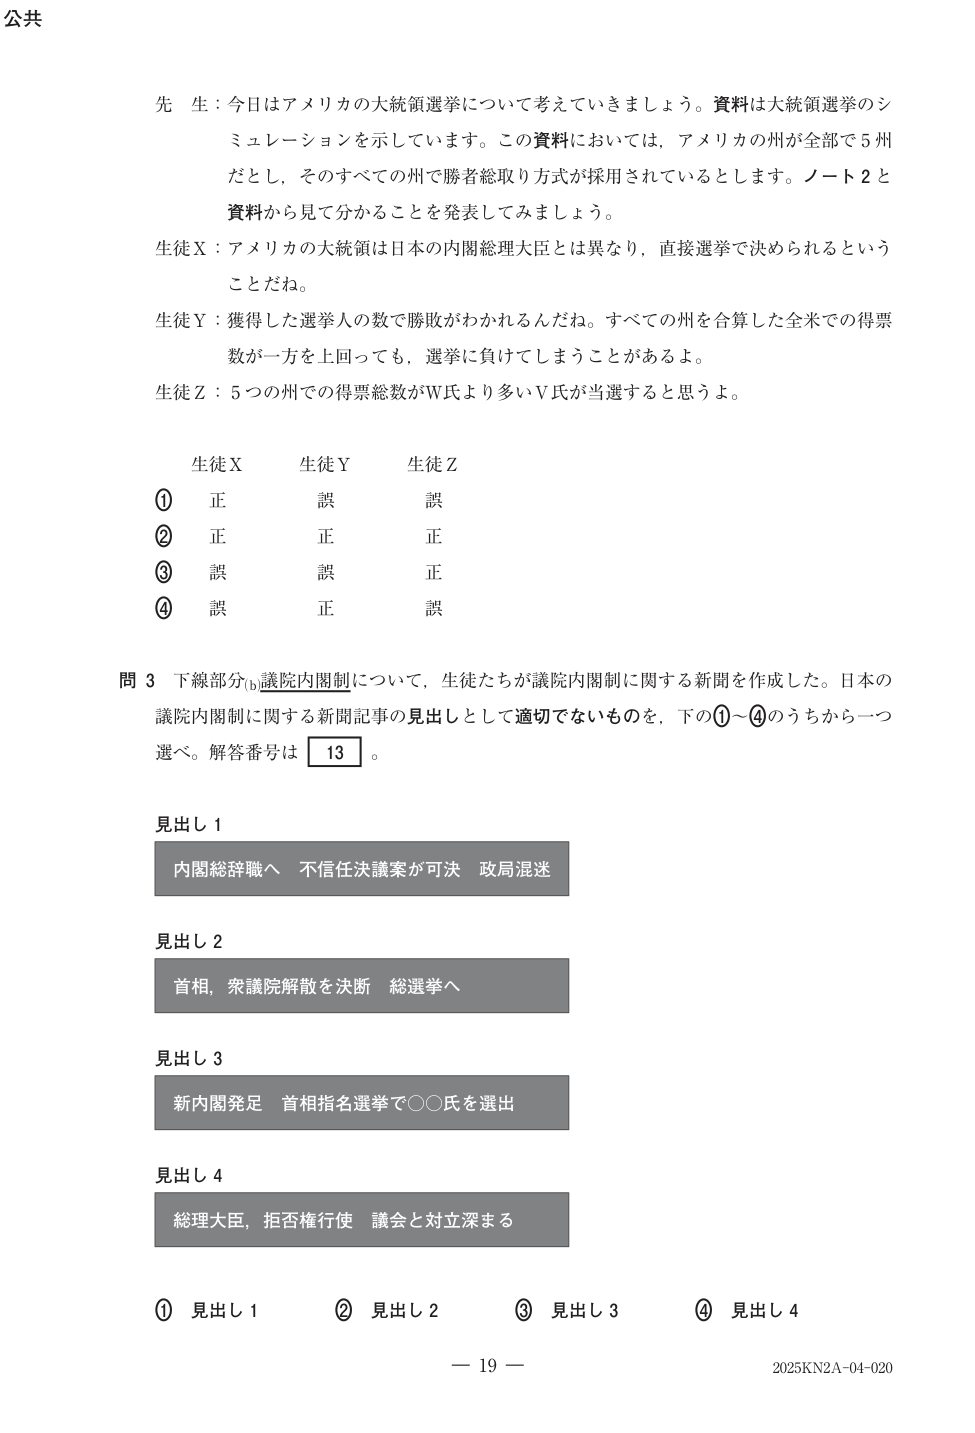 公共
先　生：今日はアメリカの大統領選挙について考えていきましょう。資料は大統領選挙のシ
ミュレーションを示しています。この資料においては，アメリカの州が全部で5州
だとし，そのすべての州で勝者総取り方式が採用されているとします。ノート2と
資料から見て分かることを発表してみましょう。
生徒X：アメリカの大統領は日本の内閣総理大臣とは異なり，直接選挙で決められるという
ことだね。
生徒Y：獲得した選挙人の数で勝敗がわかれるんだね。すべての州を合算した全米での得票
数が一方を上回っても，選挙に負けてしまうことがあるよ。
生徒Z：5つの州での得票総数がW氏より多いV氏が当選すると思うよ。
生徒X　生徒Y　生徒Z
① 正　誤　誤
② 正　正　正
③ 誤　誤　正
④ 誤　正　誤
問 3　下線部分(b)議院内閣制について，生徒たちが議院内閣制に関する新聞を作成した。日本の
議院内閣制に関する新聞記事の見出しとして適切でないものを，下の①～④のうちから一つ
選べ。解答番号は 13 。
見出し 1
内閣総辞職へ　不信任決議案が可決　政局混迷
見出し 2
首相，衆議院解散を決断　総選挙へ
見出し 3
新内閣発足　首相指名選挙で○○氏を選出
見出し 4
総理大臣，拒否権行使　議会と対立深まる
① 見出し 1　② 見出し 2　③ 見出し 3　④ 見出し 4
― 19 ―
2025KN2A-04-020